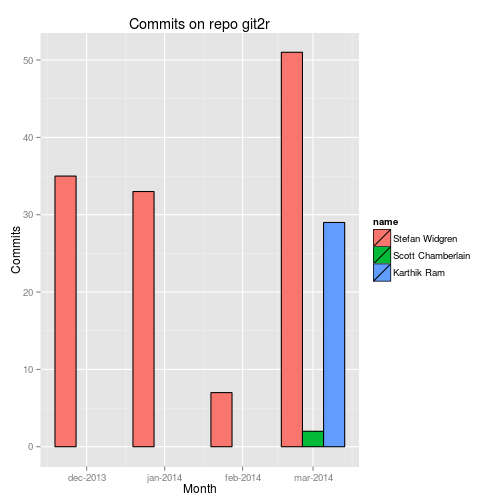 Commits on repo git2r
50
40
30
20
10
0
Commits
dec-2013 jan-2014 feb-2014 mar-2014
Month
name
Stefan Widgren
Scott Chamberlain
Karthik Ram